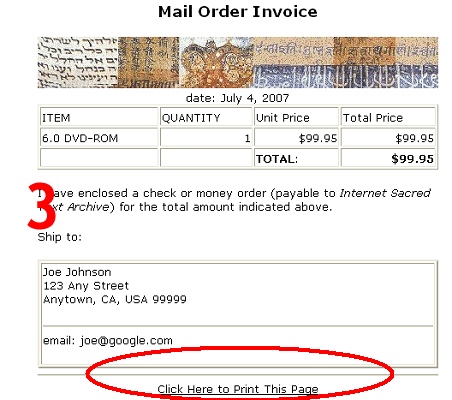 Mail Order Invoice
date: July 4, 2007
ITEM QUANTITY Unit Price Total Price
6.0 DVD-ROM 1 $99.95 $99.95
TOTAL: $99.95
3
have enclosed a check or money order (payable to Internet Sacred
Archive) for the total amount indicated above.
Ship to:
Joe Johnson
123 Any Street
Anytown, CA, USA 99999
email: joe@google.com
Click Here to Print This Page